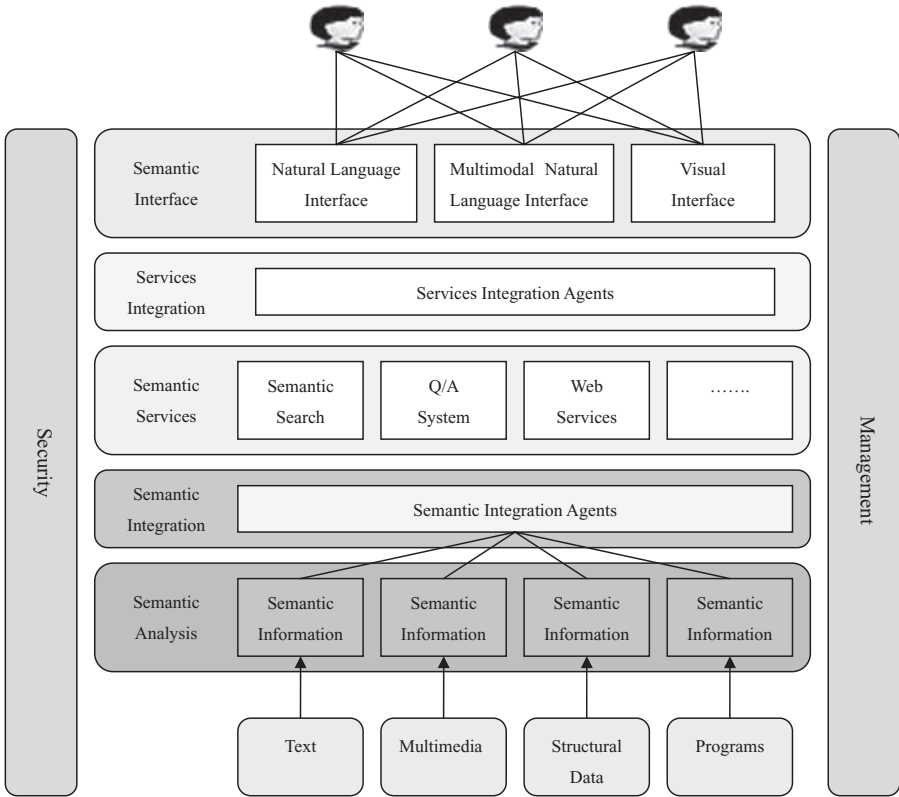 Semantic
Interface
Natural Language
Interface
Multimodal Natural
Language Interface
Visual
Interface
Services
Integration
Services Integration Agents
Semantic
Services
Semantic
Search
Q/A
System
Web
Services
…….
Semantic
Integration
Semantic Integration Agents
Semantic
Analysis
Semantic
Information
Semantic
Information
Semantic
Information
Semantic
Information
Text
Multimedia
Structural
Data
Programs
Security
Management